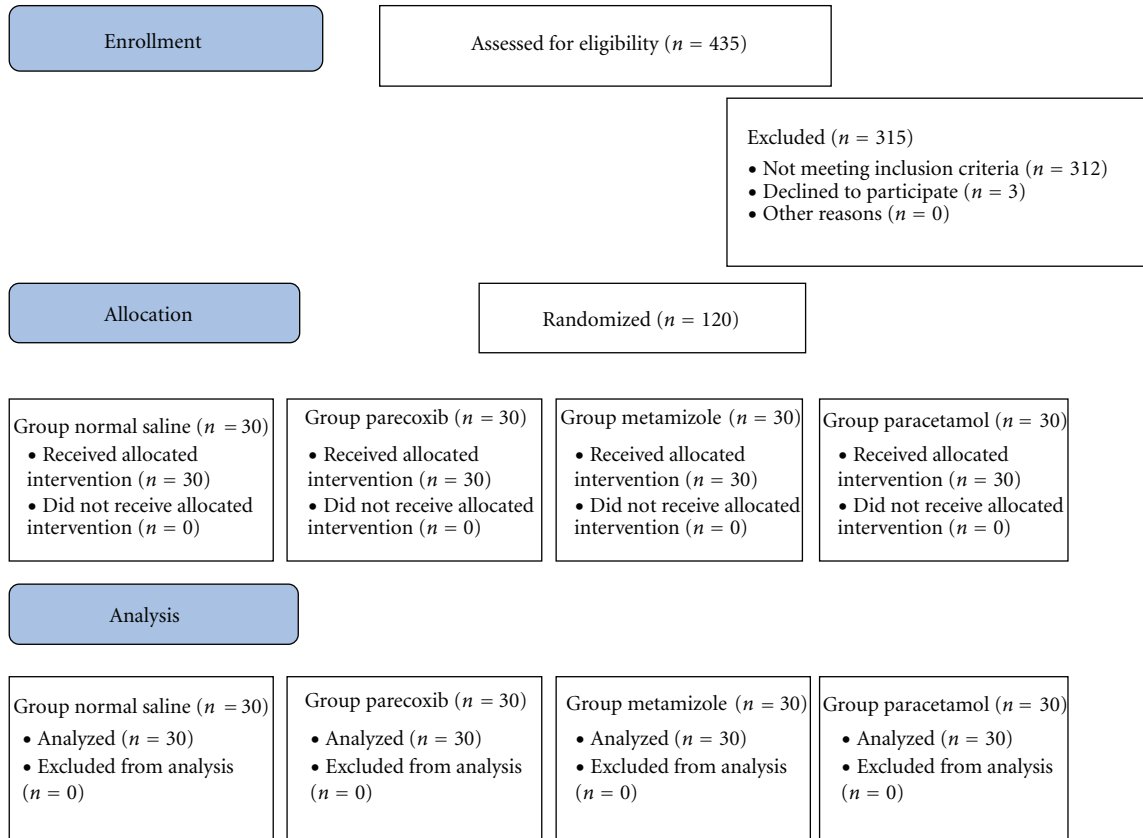 Enrollment
Assessed for eligibility (n = 435)
Excluded (n = 315)
• Not meeting inclusion criteria (n = 312)
• Declined to participate (n = 3)
• Other reasons (n = 0)
Allocation
Randomized (n = 120)
Group normal saline (n = 30)
• Received allocated
intervention (n = 30)
• Did not receive allocated
intervention (n = 0)
Group parecoxib (n = 30)
• Received allocated
intervention (n = 30)
• Did not receive allocated
intervention (n = 0)
Group metamizole (n = 30)
• Received allocated
intervention (n = 30)
• Did not receive allocated
intervention (n = 0)
Group paracetamol (n = 30)
• Received allocated
intervention (n = 30)
• Did not receive allocated
intervention (n = 0)
Analysis
Group normal saline (n = 30)
• Analyzed (n = 30)
• Excluded from analysis
(n = 0)
Group parecoxib (n = 30)
• Analyzed (n = 30)
• Excluded from analysis
(n = 0)
Group metamizole (n = 30)
• Analyzed (n = 30)
• Excluded from analysis
(n = 0)
Group paracetamol (n = 30)
• Analyzed (n = 30)
• Excluded from analysis
(n = 0)